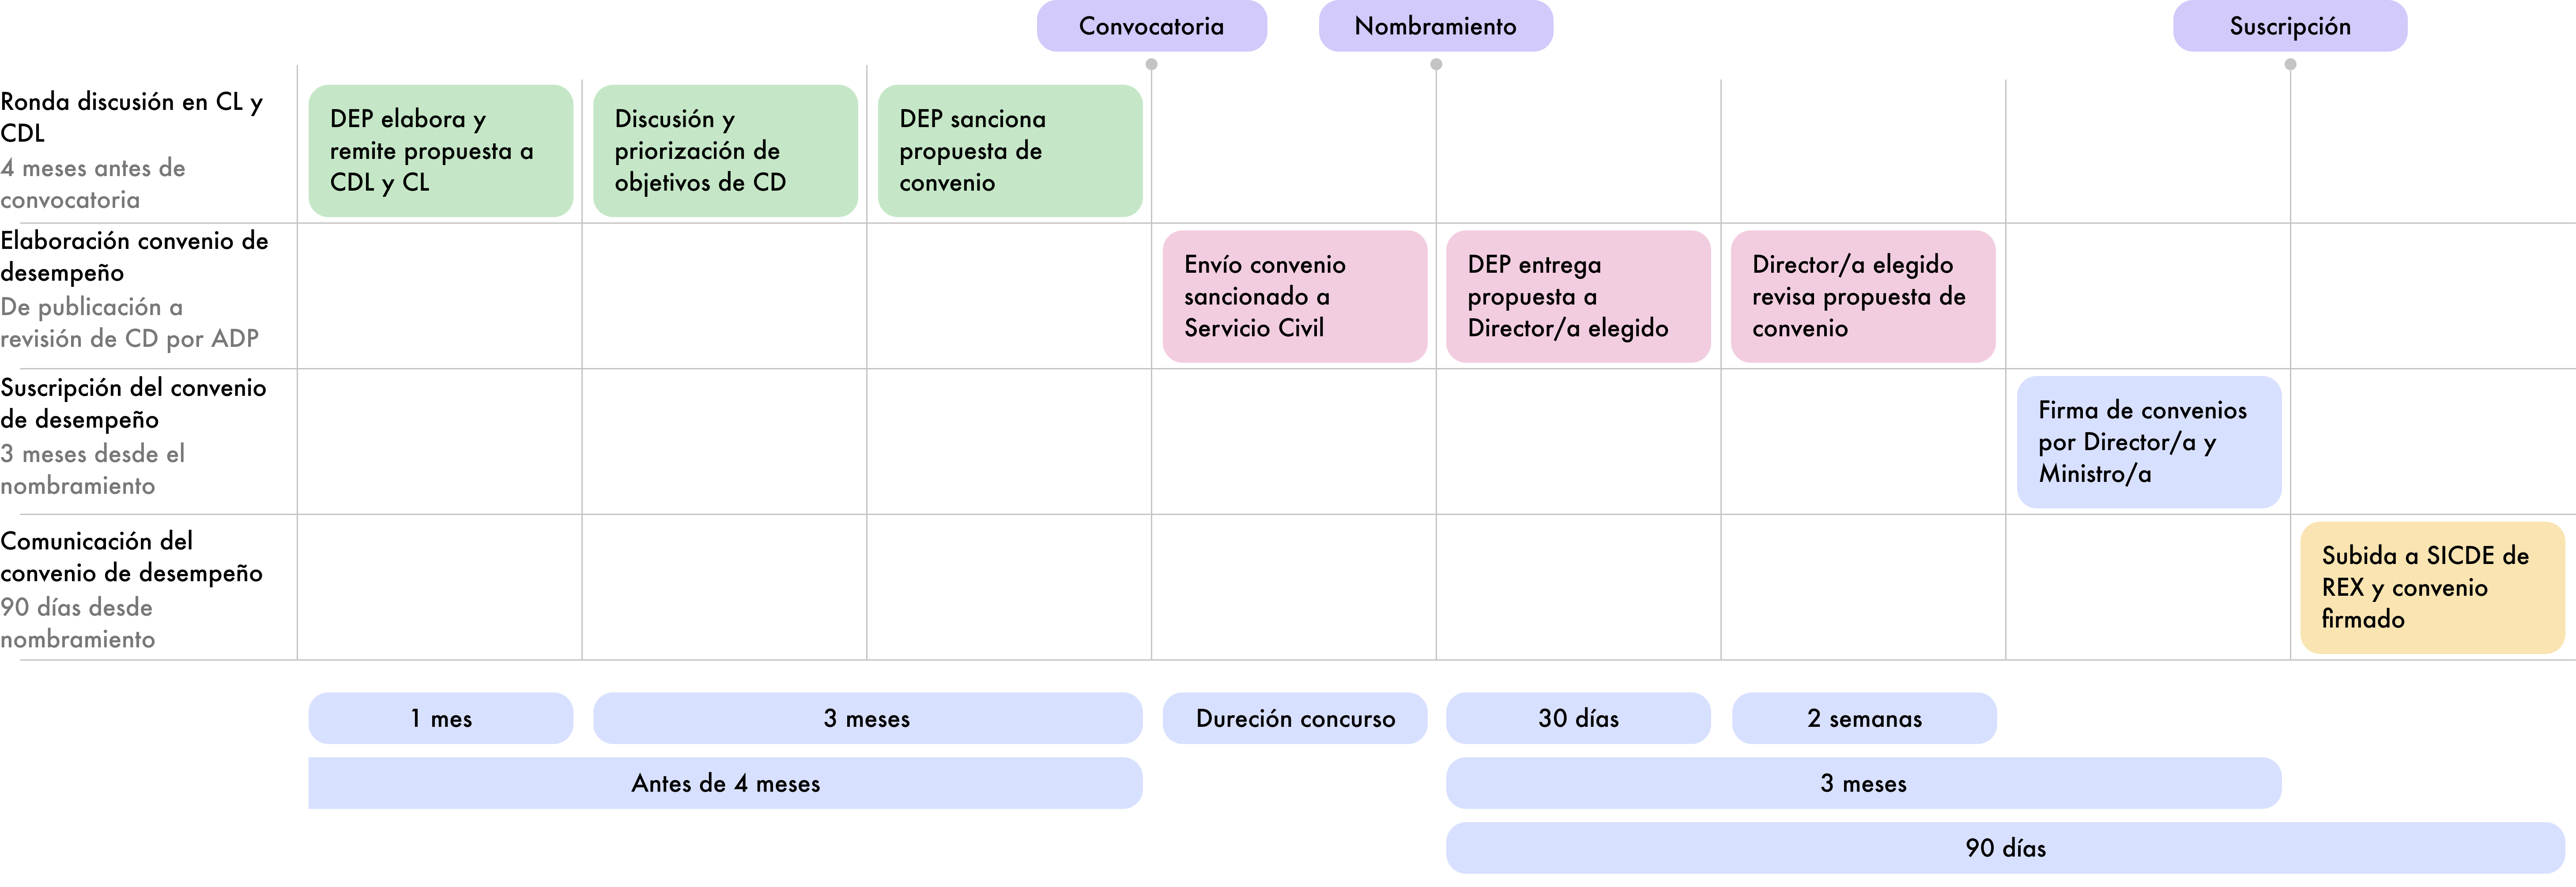 Convocatoria
Nombramiento
Suscripción
Ronda discusión en CL y
CDL
4 meses antes de
convocatoria
DEP elabora y
remite propuesta a
CDL y CL
Discusión y
priorización de
objetivos de CD
DEP sanciona
propuesta de
convenio
Elaboración convenio de
desempeño
De publicación a
revisión de CD por ADP
Envío convenio
sancionado a
Servicio Civil
DEP entrega
propuesta a
Director/a elegido
Director/a elegido
revisa propuesta de
convenio
Suscripción del convenio
de desempeño
3 meses desde el
nombramiento
Firma de convenios
por Director/a y
Ministro/a
Comunicación del
convenio de desempeño
90 días desde
nombramiento
Subida a SICDE de
REX y convenio
firmado
1 mes
3 meses
Dureción concurso
30 días
2 semanas
Antes de 4 meses
3 meses
90 días